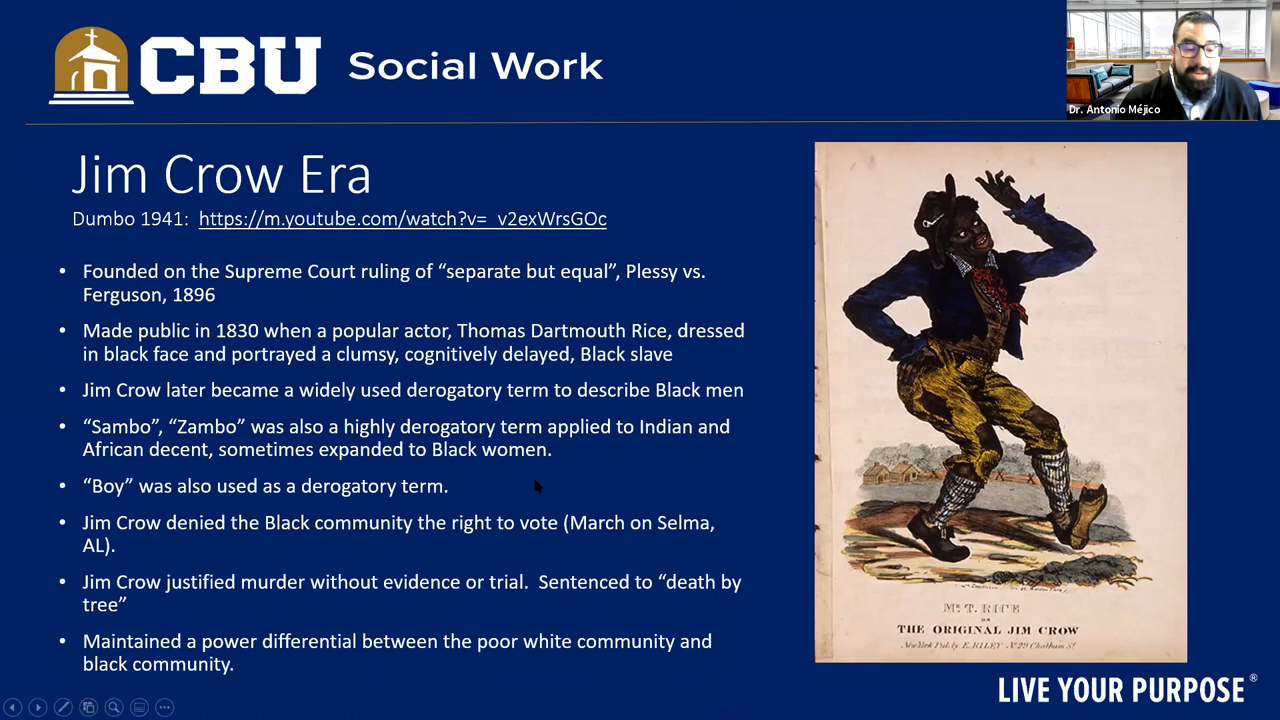 CBU Social Work
Dr. Antonio Méjico
Jim Crow Era
Dumbo 1941: https://m.youtube.com/watch?v=_v2exWrsGOc
• Founded on the Supreme Court ruling of “separate but equal”, Plessy vs.
Ferguson, 1896
• Made public in 1830 when a popular actor, Thomas Dartmouth Rice, dressed
in black face and portrayed a clumsy, cognitively delayed, Black slave
• Jim Crow later became a widely used derogatory term to describe Black men
• “Sambo”, “Zambo” was also a highly derogatory term applied to Indian and
African decent, sometimes expanded to Black women.
• “Boy” was also used as a derogatory term.
• Jim Crow denied the Black community the right to vote (March on Selma,
AL).
• Jim Crow justified murder without evidence or trial.  Sentenced to “death by
tree”
• Maintained a power differential between the poor white community and
black community.
Mr. T. RICE
as
THE ORIGINAL JIM CROW
New York Pub. by E. RILEY No. 29 Chatham St.
LIVE YOUR PURPOSE®